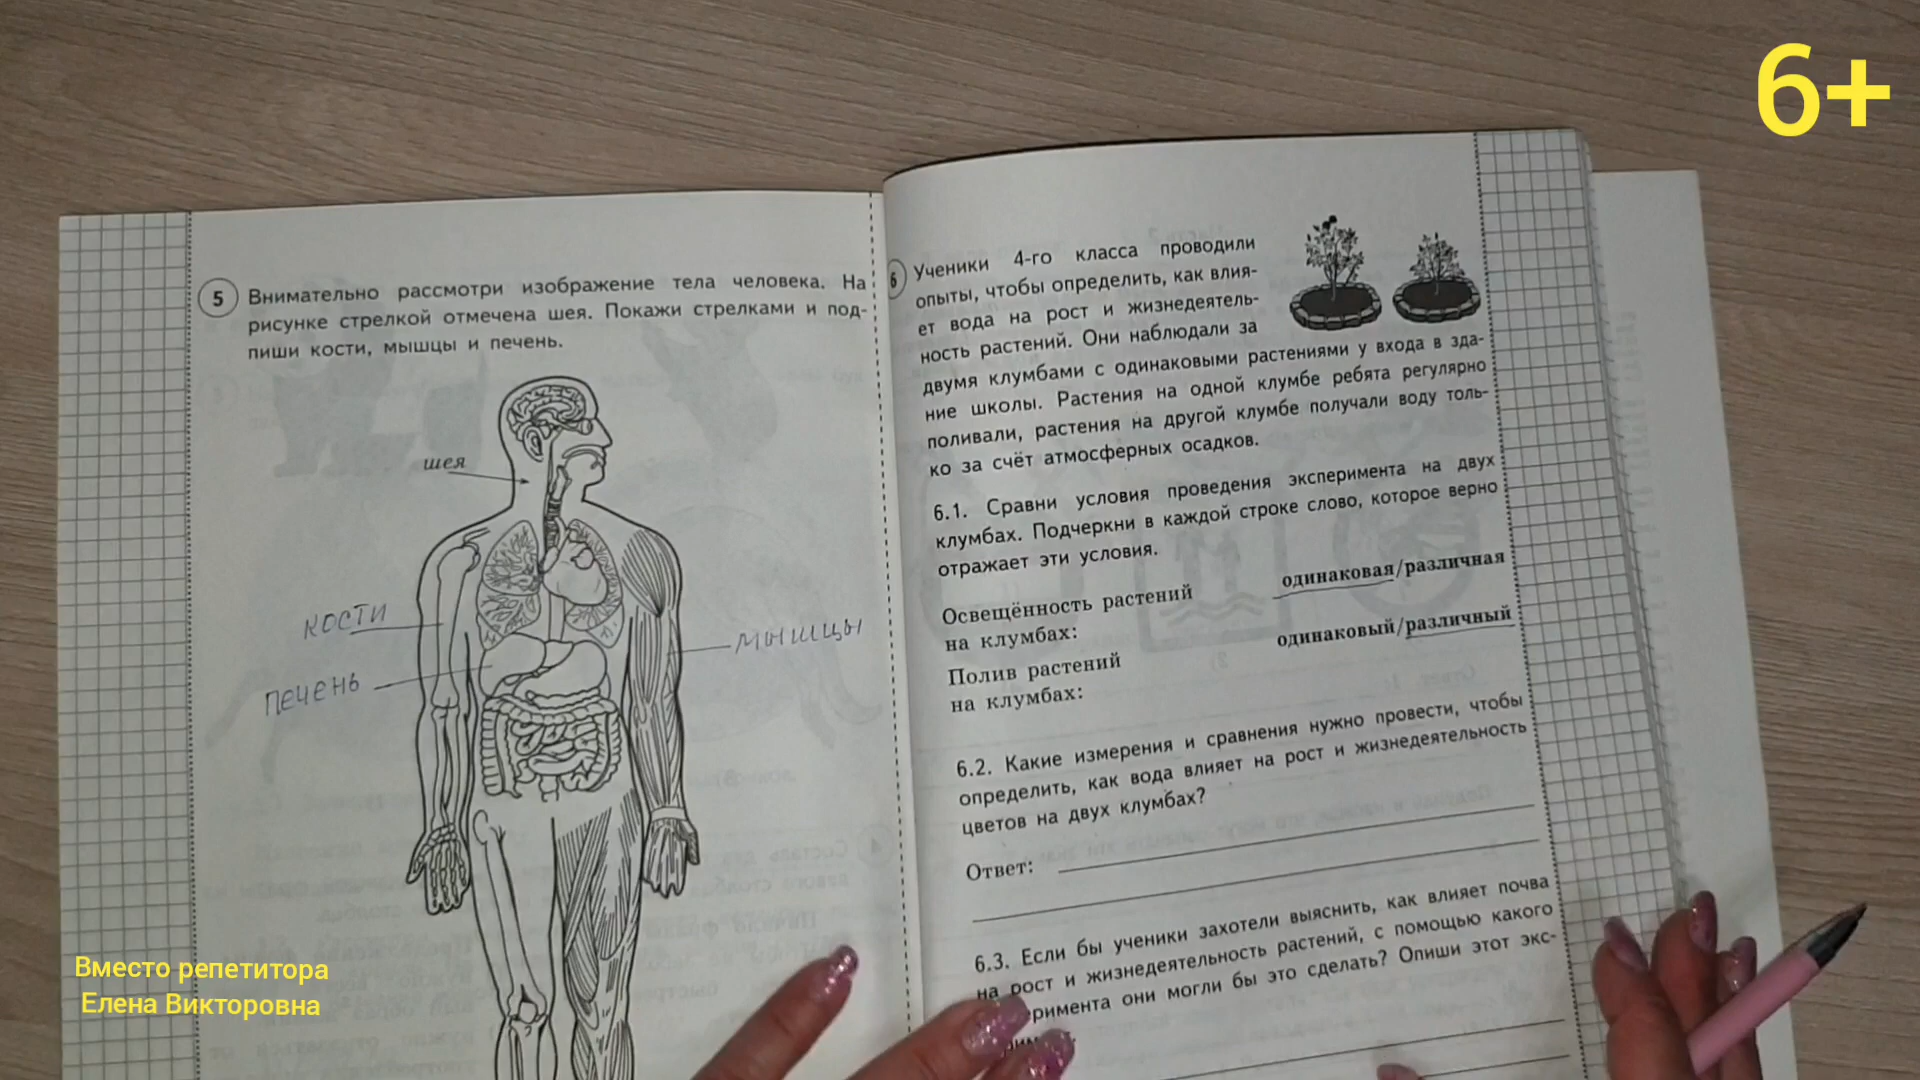 6+
5 Внимательно рассмотри изображение тела человека. На
рисунке стрелкой отмечена шея. Покажи стрелками и под-
пиши кости, мышцы и печень.
шея
кости
мышцы
печень
6 Ученики 4-го класса проводили
опыты, чтобы определить, как влия-
ет вода на рост и жизнедеятель-
ность растений. Они наблюдали за
двумя клумбами с одинаковыми растениями у входа в зда-
ние школы. Растения на одной клумбе ребята регулярно
поливали, растения на другой клумбе получали воду толь-
ко за счёт атмосферных осадков.
6.1. Сравни условия проведения эксперимента на двух
клумбах. Подчеркни в каждой строке слово, которое верно
отражает эти условия.
Освещённость растений одинаковая/различная
на клумбах:
Полив растений одинаковый/различный
на клумбах:
6.2. Какие измерения и сравнения нужно провести, чтобы
определить, как вода влияет на рост и жизнедеятельность
цветов на двух клумбах?
Ответ:
6.3. Если бы ученики захотели выяснить, как влияет почва
на рост и жизнедеятельность растений, с помощью какого
эксперимента они могли бы это сделать? Опиши этот экс-
Вместо репетитора
Елена Викторовна